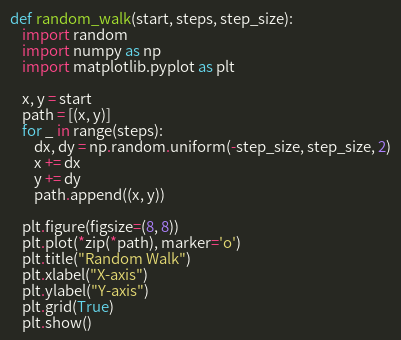 def random_walk(start, steps, step_size):
    import random
    import numpy as np
    import matplotlib.pyplot as plt

    x, y = start
    path = [(x, y)]
    for _ in range(steps):
        dx, dy = np.random.uniform(-step_size, step_size, 2)
        x += dx
        y += dy
        path.append((x, y))

    plt.figure(figsize=(8, 8))
    plt.plot(*zip(*path), marker='o')
    plt.title("Random Walk")
    plt.xlabel("X-axis")
    plt.ylabel("Y-axis")
    plt.grid(True)
    plt.show()